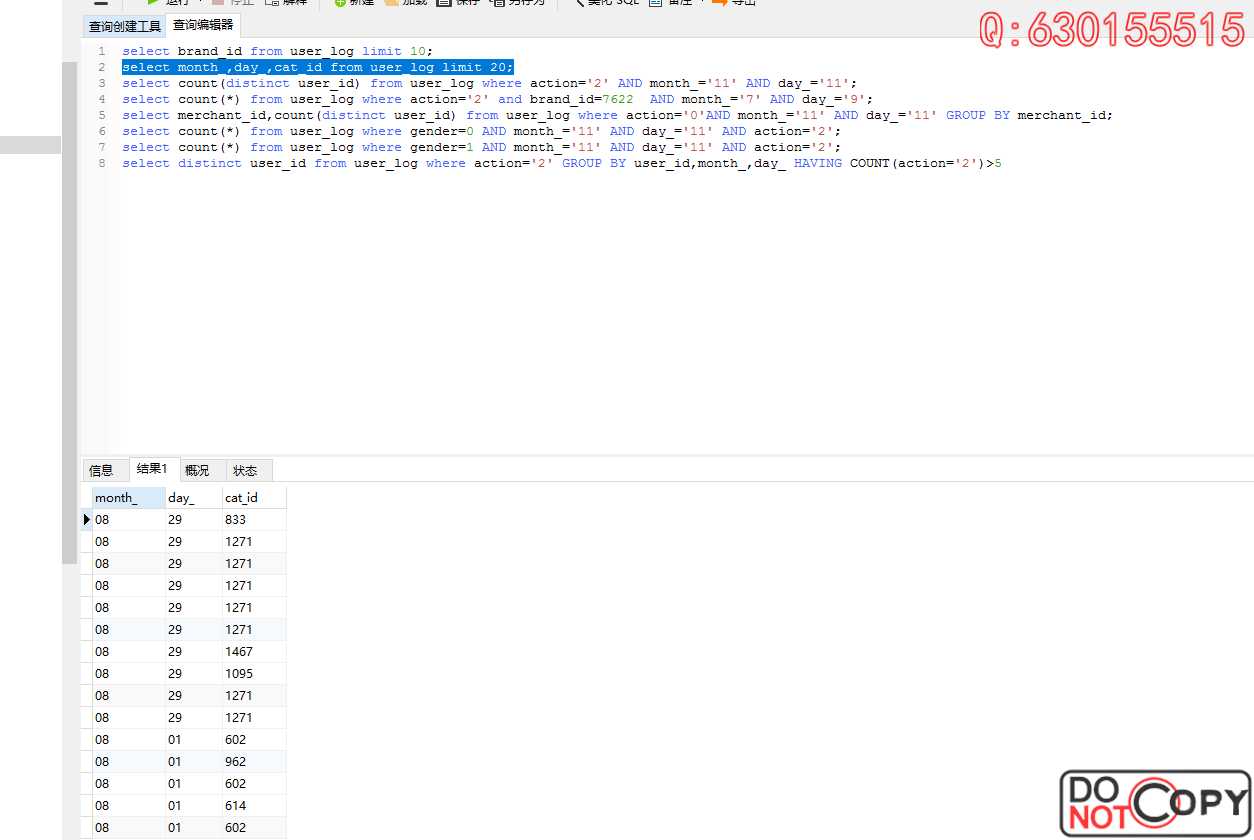 运行 停止 解释 新建 加载 保存 另存为 美化 SQL 备注 导出
Q:630155515
查询创建工具 查询编辑器
1 select brand_id from user_log limit 10;
2 select month_,day_,cat_id from user_log limit 20;
3 select count(distinct user_id) from user_log where action='2' AND month_='11' AND day_='11';
4 select count(*) from user_log where action='2' and brand_id=7622 AND month_='7' AND day_='9';
5 select merchant_id,count(distinct user_id) from user_log where action='0'AND month_='11' AND day_='11' GROUP BY merchant_id;
6 select count(*) from user_log where gender=0 AND month_='11' AND day_='11' AND action='2';
7 select count(*) from user_log where gender=1 AND month_='11' AND day_='11' AND action='2';
8 select distinct user_id from user_log where action='2' GROUP BY user_id,month_,day_ HAVING COUNT(action='2')>5
信息 结果1 概况 状态
month_ day_ cat_id
08 29 833
08 29 1271
08 29 1271
08 29 1271
08 29 1271
08 29 1271
08 29 1467
08 29 1095
08 29 1271
08 29 1271
08 01 602
08 01 962
08 01 602
08 01 614
08 01 602
DO NOT COPY